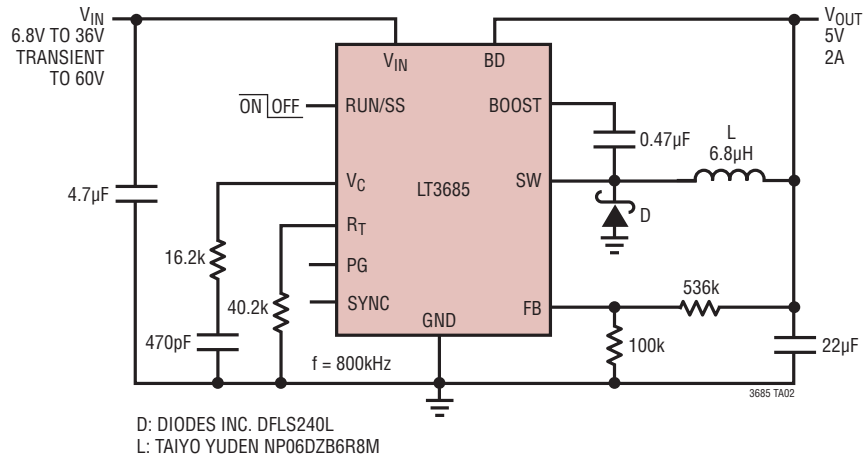 VIN
6.8V TO 36V
TRANSIENT
TO 60V
VOUT
5V
2A
VIN
BD
ON OFF
RUN/SS
BOOST
0.47µF
L
6.8µH
4.7µF
VC
LT3685
SW
D
RT
16.2k
PG
40.2k
SYNC
GND
FB
536k
470pF
f = 800kHz
100k
22µF
3685 TA02
D: DIODES INC. DFLS240L
L: TAIYO YUDEN NP06DZB6R8M